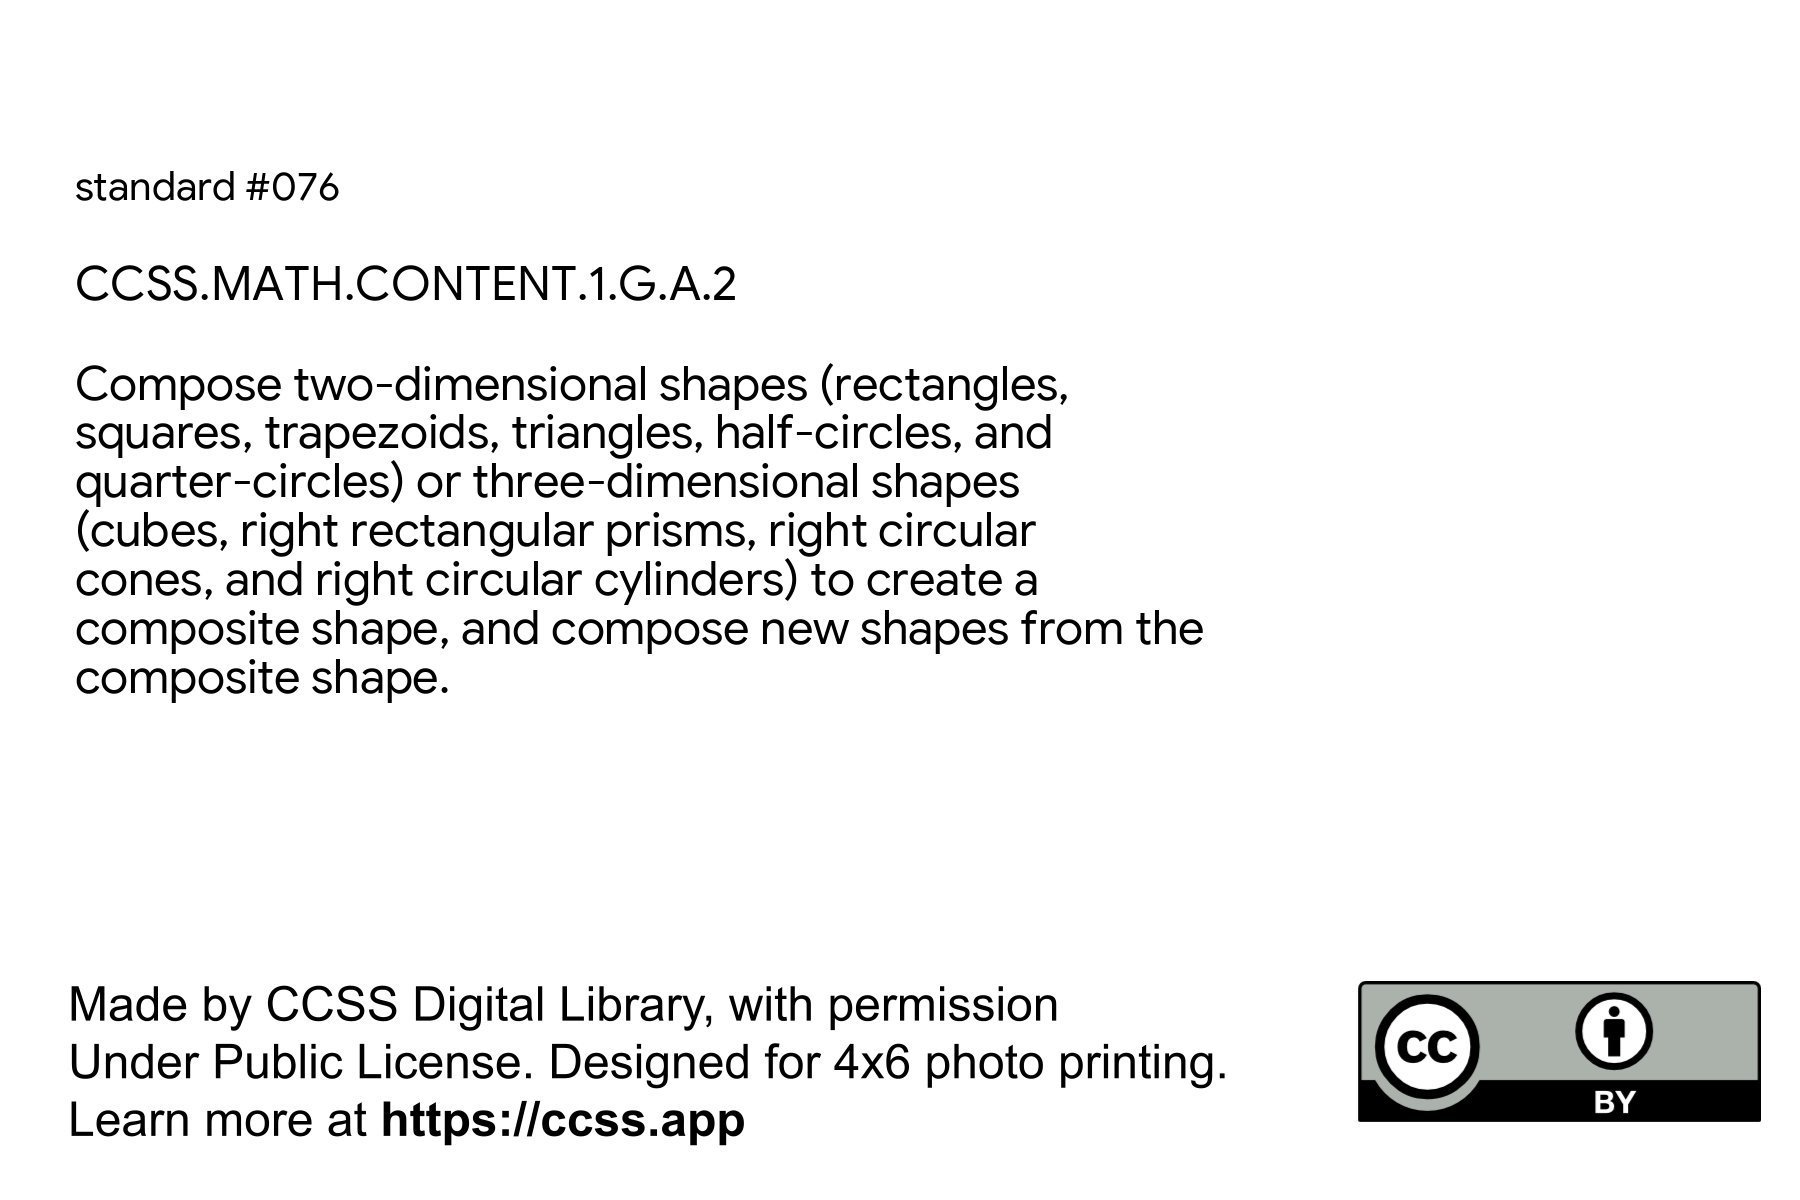 standard #076
CCSS.MATH.CONTENT.1.G.A.2
Compose two-dimensional shapes (rectangles,
squares, trapezoids, triangles, half-circles, and
quarter-circles) or three-dimensional shapes
(cubes, right rectangular prisms, right circular
cones, and right circular cylinders) to create a
composite shape, and compose new shapes from the
composite shape.
Made by CCSS Digital Library, with permission
Under Public License. Designed for 4x6 photo printing.
Learn more at https://ccss.app
cc
BY